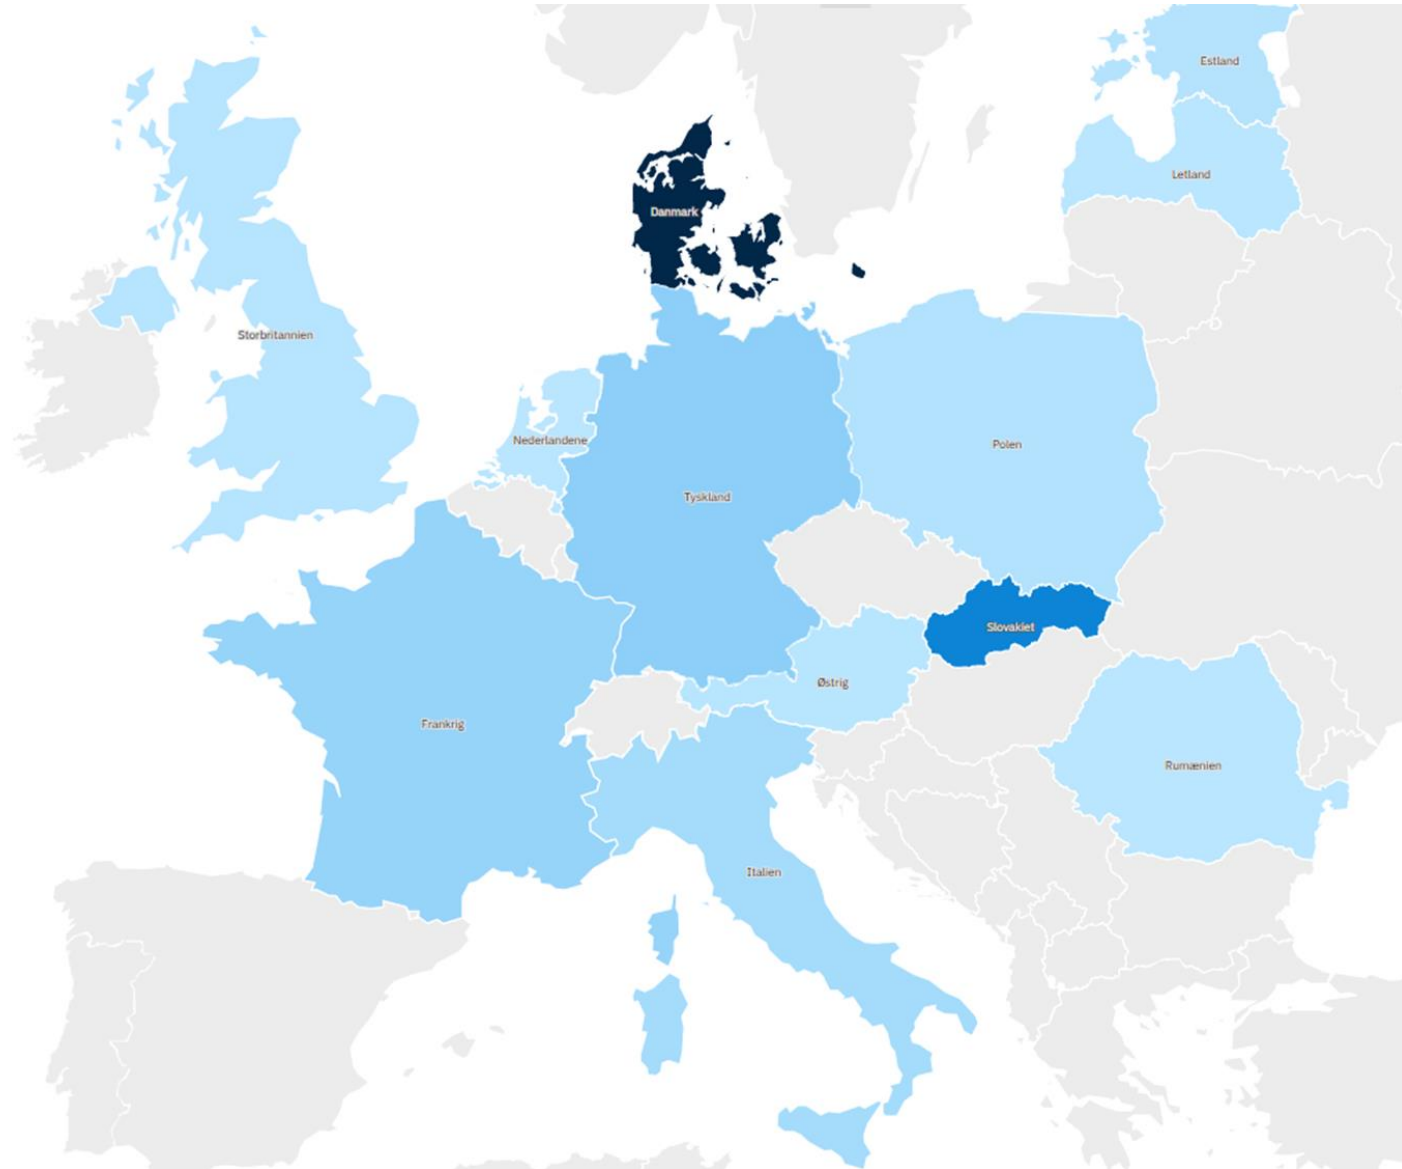 Estland
Letland
Danmark
Storbritannien
Nederlandene
Polen
Tyskland
Slovakiet
Østrig
Frankrig
Rumænien
Italien